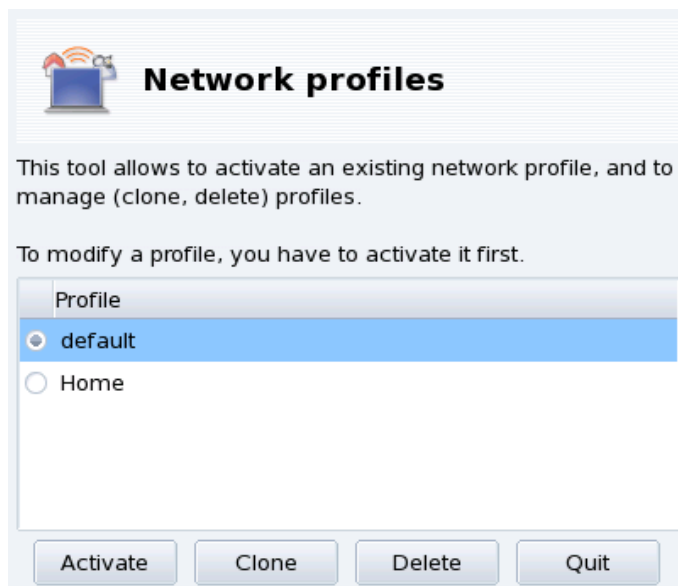 Network profiles
This tool allows to activate an existing network profile, and to
manage (clone, delete) profiles.
To modify a profile, you have to activate it first.
Profile
default
Home
Activate Clone Delete Quit